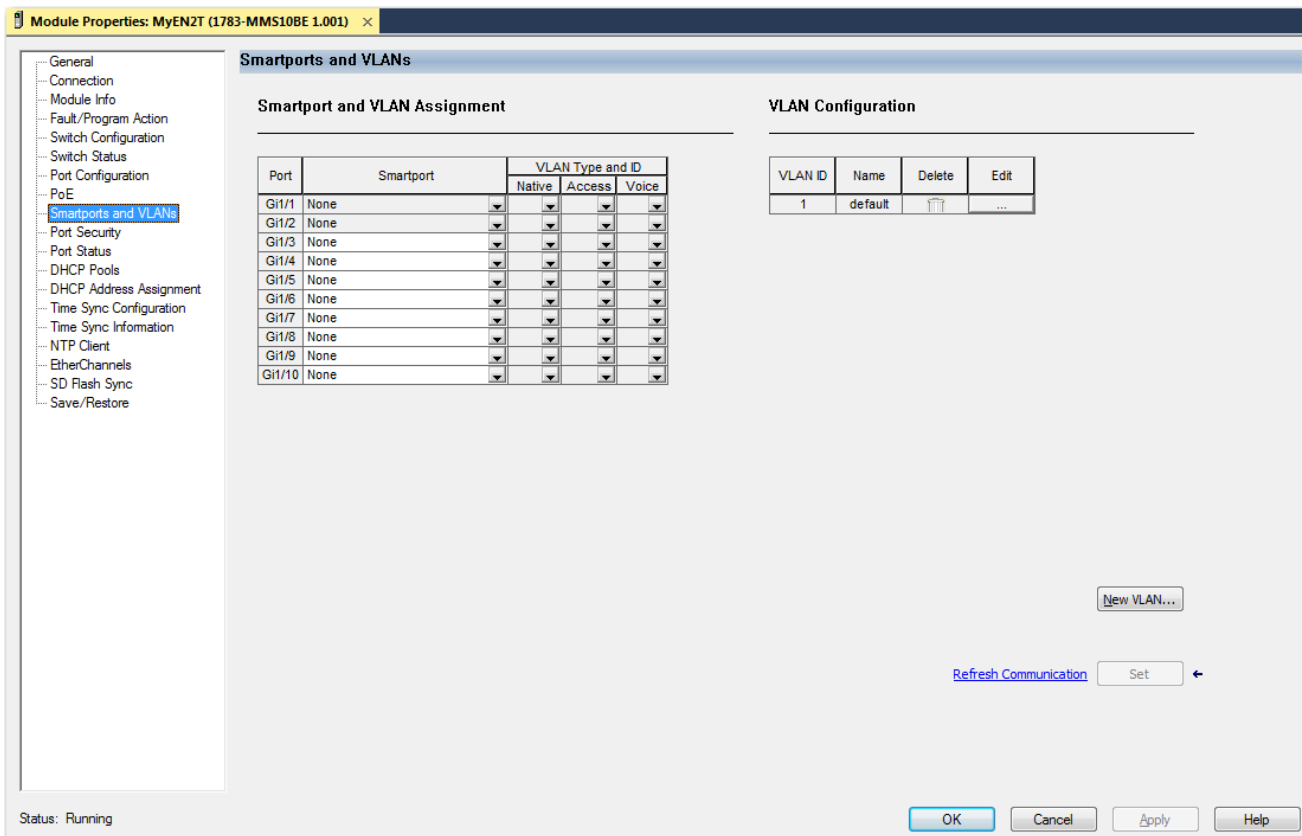 Module Properties: MyEN2T (1783-MMS10BE 1.001) ×
General
Connection
Module Info
Fault/Program Action
Switch Configuration
Switch Status
Port Configuration
PoE
Smartports and VLANs
Port Security
Port Status
DHCP Pools
DHCP Address Assignment
Time Sync Configuration
Time Sync Information
NTP Client
EtherChannels
SD Flash Sync
Save/Restore
Smartports and VLANs
Smartport and VLAN Assignment
Port Smartport VLAN Type and ID
Native Access Voice
Gi1/1 None
Gi1/2 None
Gi1/3 None
Gi1/4 None
Gi1/5 None
Gi1/6 None
Gi1/7 None
Gi1/8 None
Gi1/9 None
Gi1/10 None
VLAN Configuration
VLAN ID Name Delete Edit
1 default ...
New VLAN...
Refresh Communication Set ←
Status: Running
OK Cancel Apply Help